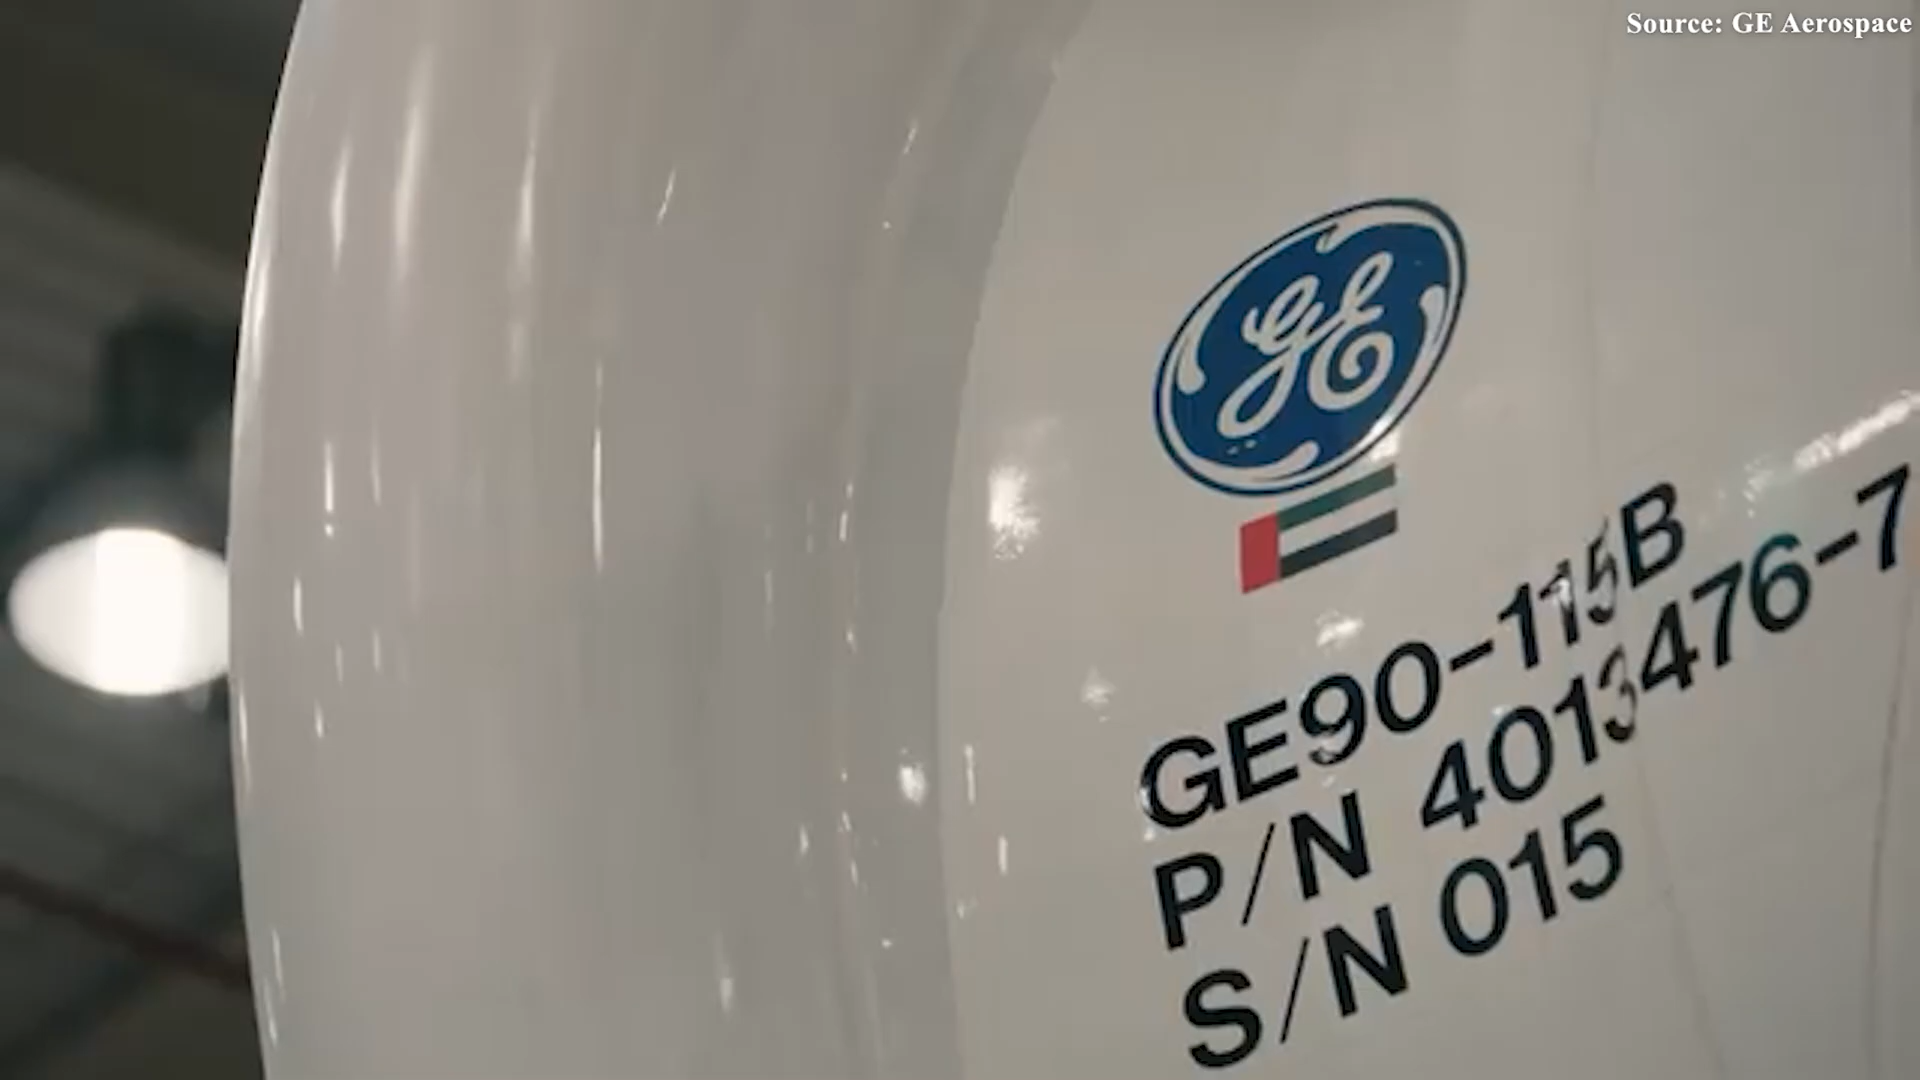 Source: GE Aerospace
GE
GE90-115B
P/N 4013476-7
S/N 015